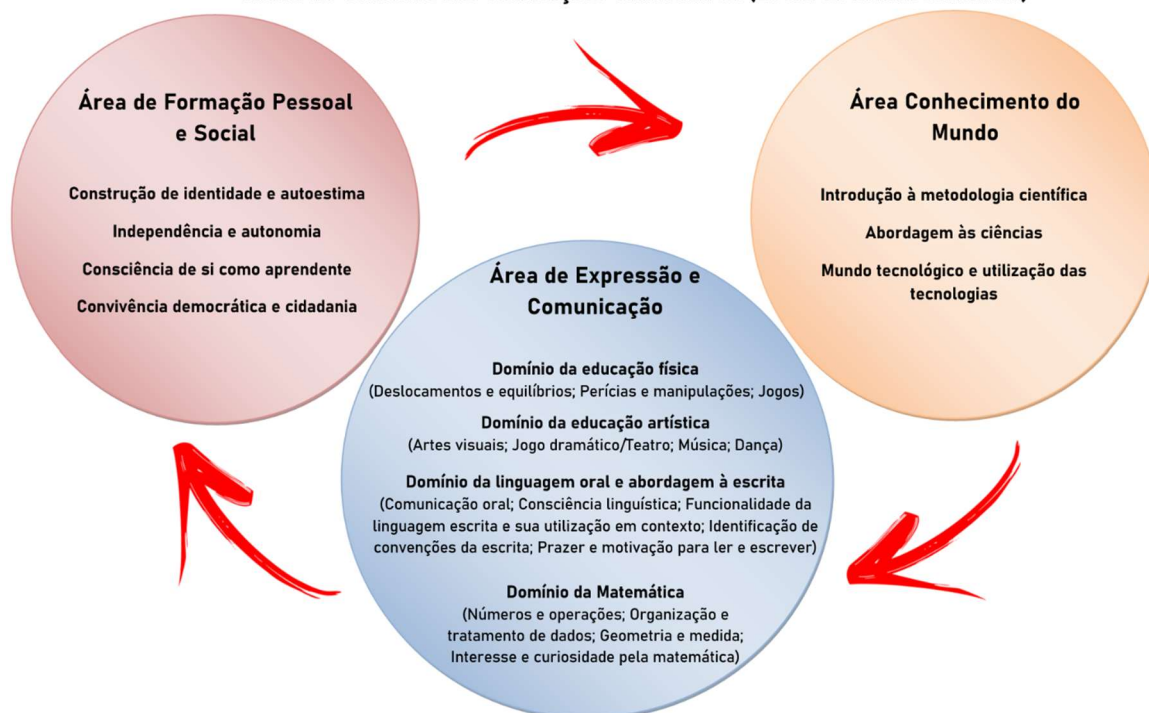 Área de Formação Pessoal
e Social
Construção de identidade e autoestima
Independência e autonomia
Consciência de si como aprendente
Convivência democrática e cidadania
Área Conhecimento do
Mundo
Introdução à metodologia científica
Abordagem às ciências
Mundo tecnológico e utilização das
tecnologias
Área de Expressão e
Comunicação
Domínio da educação física
(Deslocamentos e equilíbrios; Perícias e manipulações; Jogos)
Domínio da educação artística
(Artes visuais; Jogo dramático/Teatro; Música; Dança)
Domínio da linguagem oral e abordagem à escrita
(Comunicação oral; Consciência linguística; Funcionalidade da
linguagem escrita e sua utilização em contexto; Identificação de
convenções da escrita; Prazer e motivação para ler e escrever)
Domínio da Matemática
(Números e operações; Organização e
tratamento de dados; Geometria e medida;
Interesse e curiosidade pela matemática)